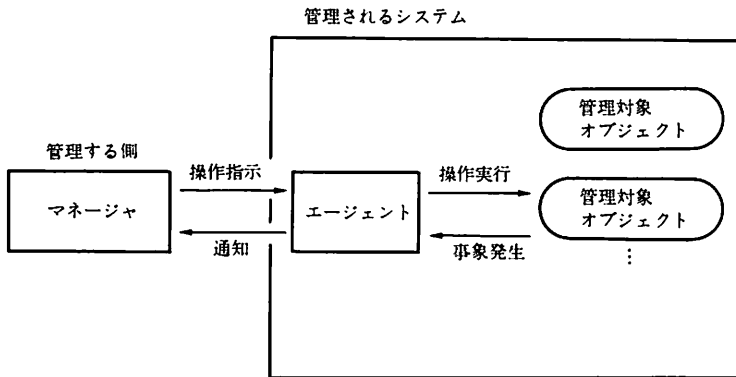 管理されるシステム
管理対象
オブジェクト
管理する側
操作指示
操作実行
マネージャ
エージェント
管理対象
オブジェクト
通知
事象発生
⋮